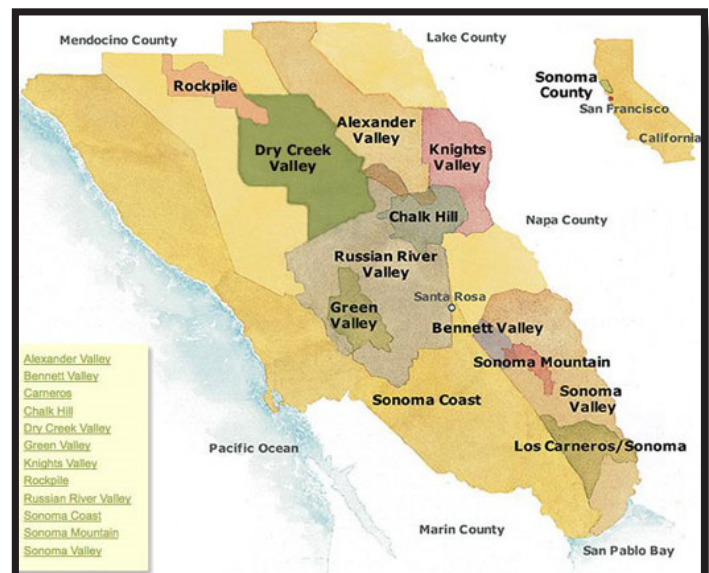 Mendocino County
Lake County
Rockpile
Sonoma
County
San Francisco
California
Alexander
Valley
Dry Creek
Valley
Knights
Valley
Chalk Hill
Napa County
Russian River
Valley
Santa Rosa
Green
Valley
Bennett Valley
Sonoma Mountain
Sonoma
Valley
Sonoma Coast
Los Carneros/Sonoma
Pacific Ocean
Marin County
San Pablo Bay
Alexander Valley
Bennett Valley
Carneros
Chalk Hill
Dry Creek Valley
Green Valley
Knights Valley
Rockpile
Russian River Valley
Sonoma Coast
Sonoma Mountain
Sonoma Valley